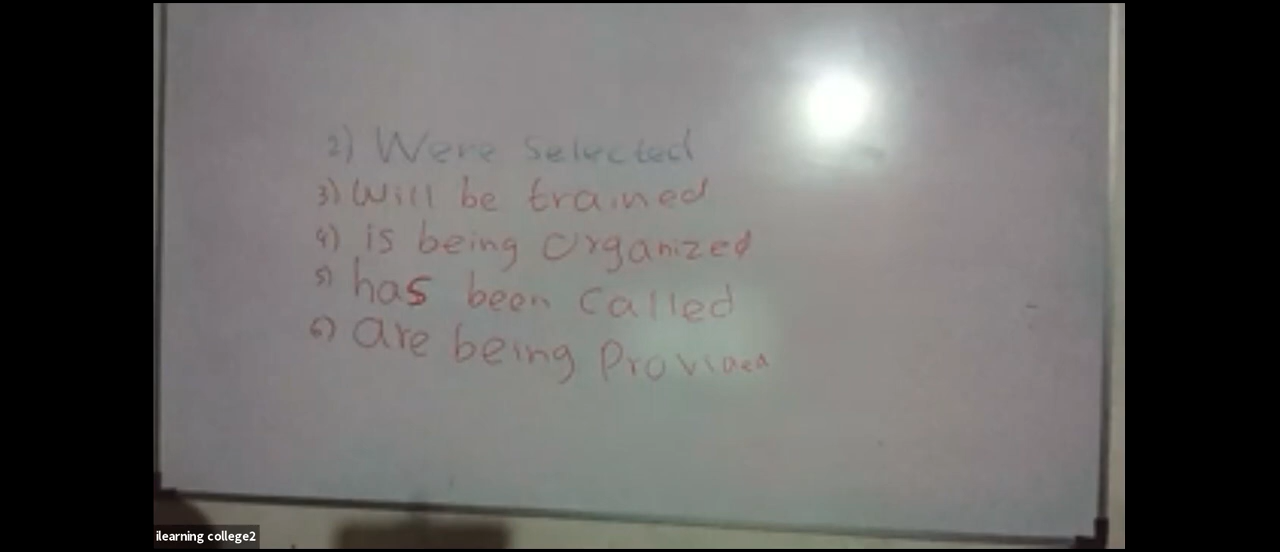 2) Were Selected
3) Will be trained
4) is being Organized
5) has been Called
6) are being Provided
ilearning college2